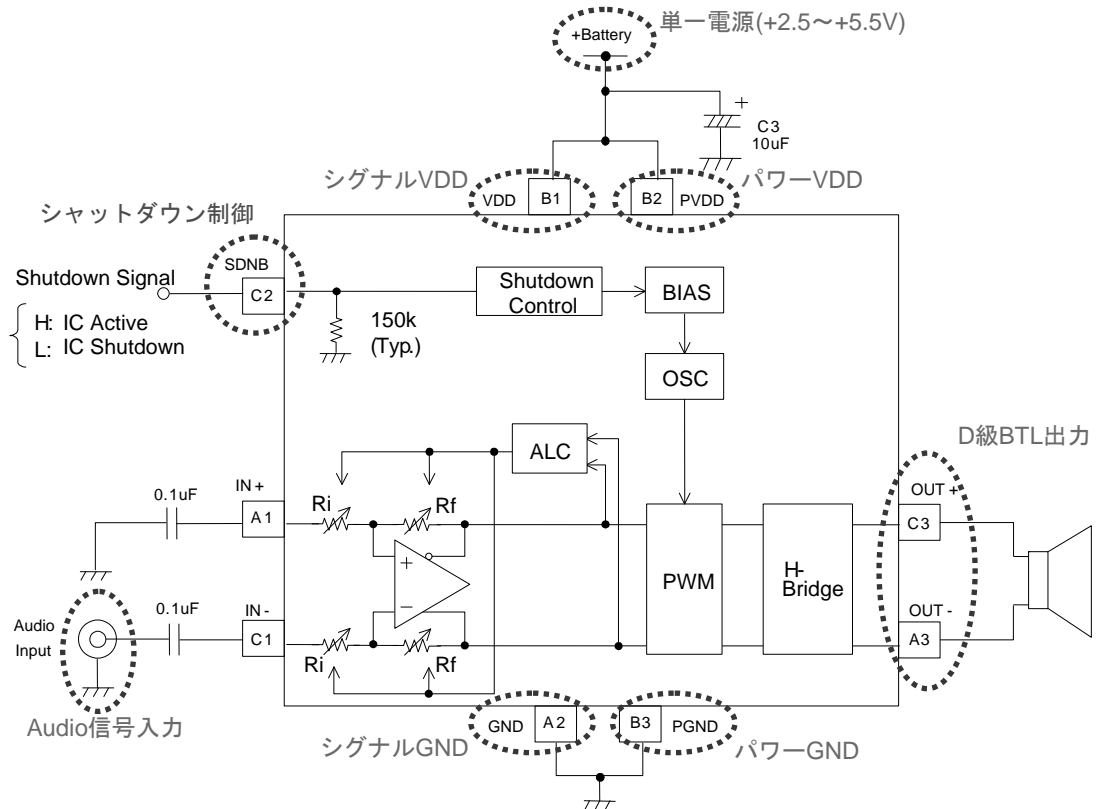 単一電源(+2.5～+5.5V)
+Battery
+
C3
10uF
シグナルVDD
パワーVDD
VDD
B1
B2
PVDD
シャットダウン制御
SDNB
Shutdown Signal
C2
H: IC Active
L: IC Shutdown
150k
(Typ.)
Shutdown
Control
BIAS
OSC
ALC
D級BTL出力
0.1uF
IN+
A1
Ri
Rf
OUT +
C3
+
−
PWM
H-
Bridge
Audio
Input
0.1uF
IN-
C1
Ri
Rf
OUT -
A3
Audio信号入力
シグナルGND
GND
A2
B3
PGND
パワーGND